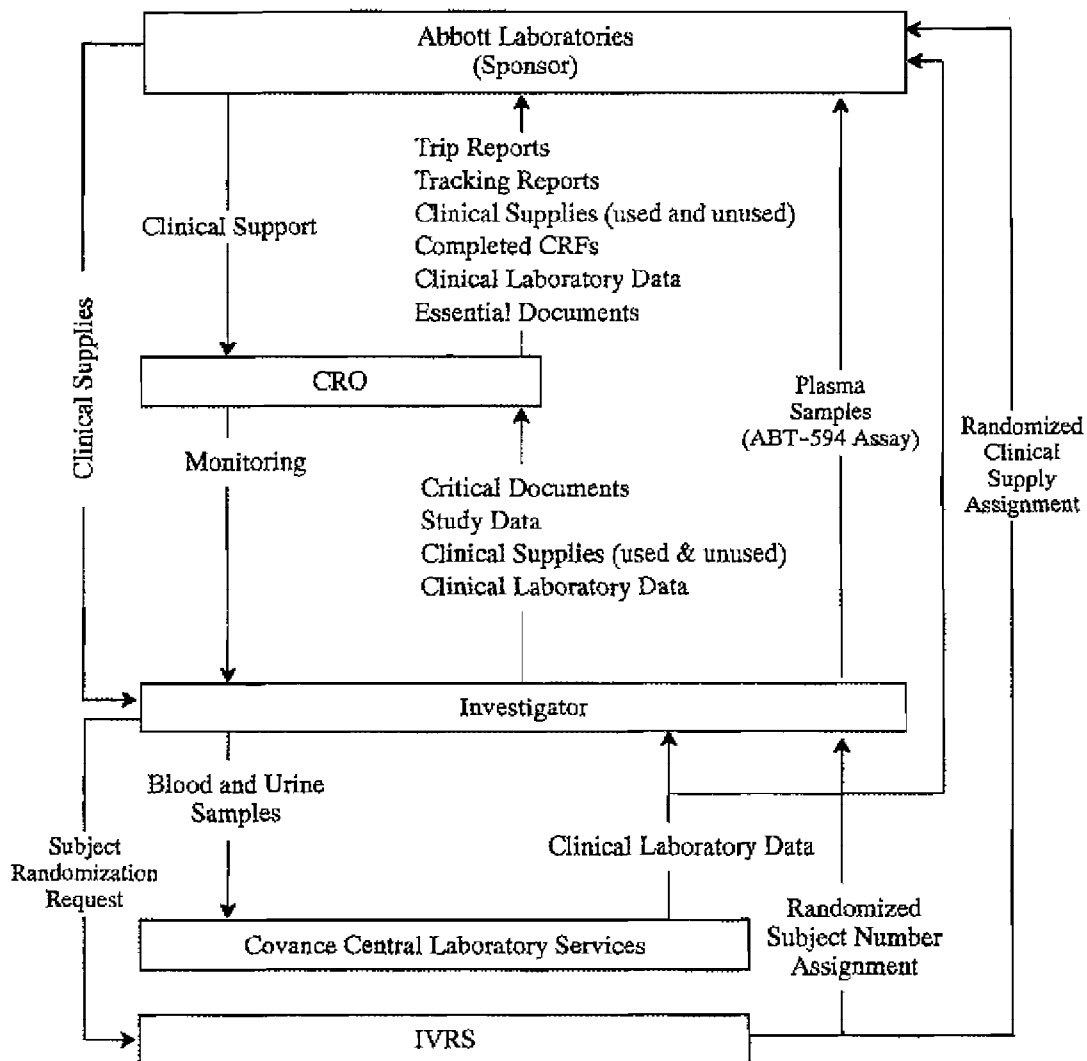 Abbott Laboratories
(Sponsor)
Trip Reports
Tracking Reports
Clinical Supplies (used and unused)
Completed CRFs
Clinical Laboratory Data
Essential Documents
Clinical Support
Clinical Supplies
CRO
Plasma
Samples
(ABT-594 Assay)
Randomized
Clinical
Supply
Assignment
Monitoring
Critical Documents
Study Data
Clinical Supplies (used & unused)
Clinical Laboratory Data
Investigator
Blood and Urine
Samples
Subject
Randomization
Request
Clinical Laboratory Data
Randomized
Subject Number
Assignment
Covance Central Laboratory Services
IVRS